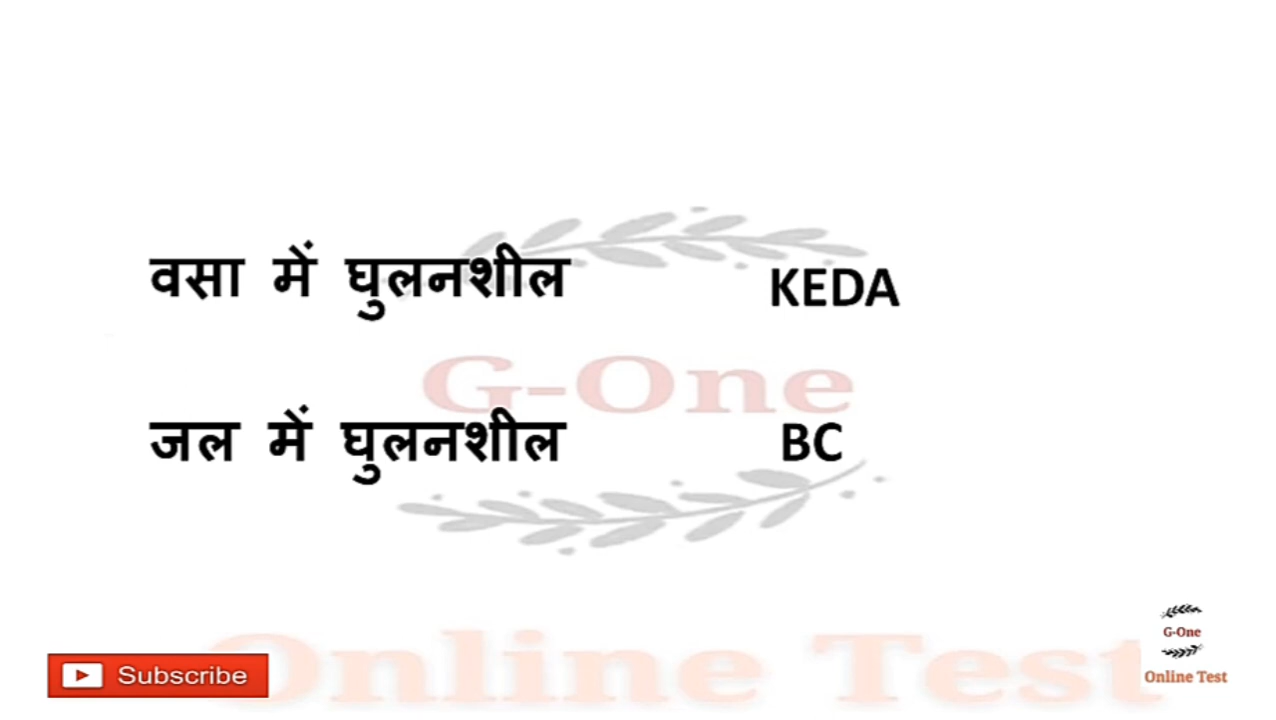 वसा में घुलनशील KEDA
G-One
जल में घुलनशील BC
Online Test
Subscribe
G-One
Online Test